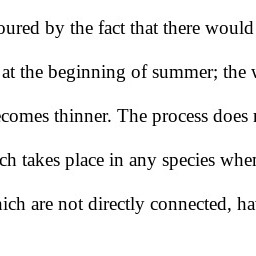 oured by the fact that there would
at the beginning of summer; the
ecomes thinner. The process does
ch takes place in any species when
hich are not directly connected, ha